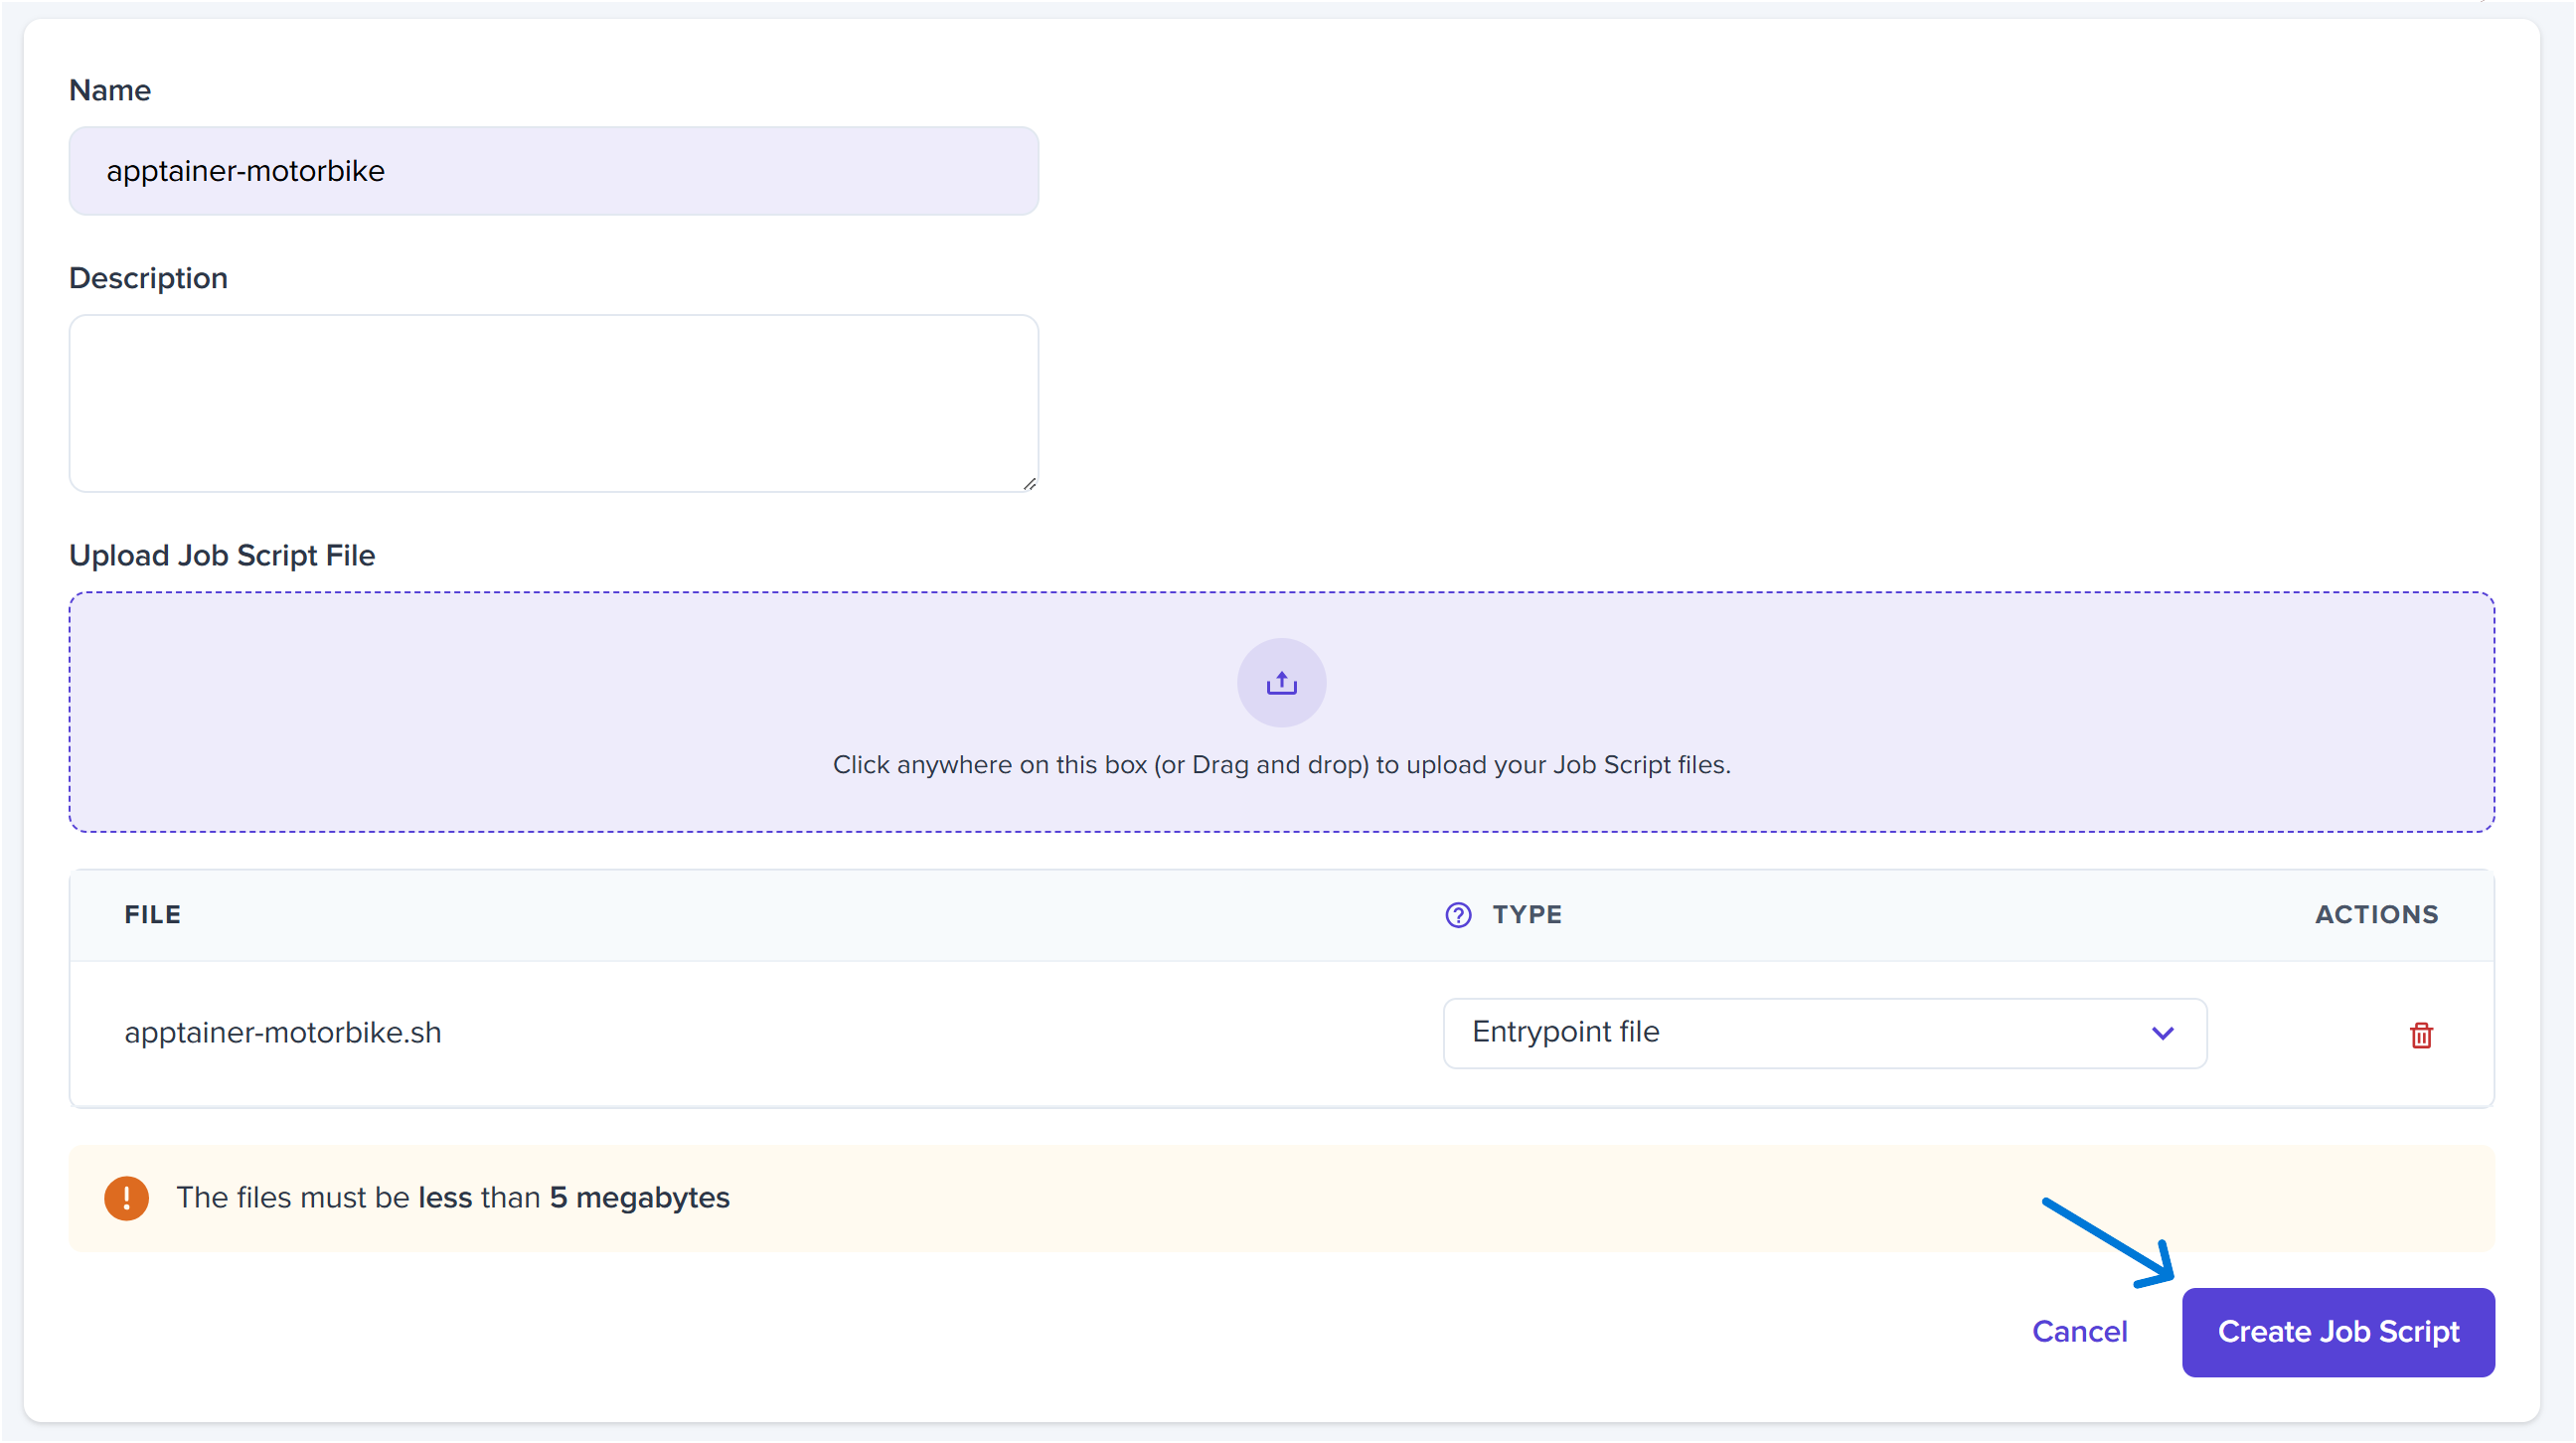 Name
apptainer-motorbike
Description
Upload Job Script File
Click anywhere on this box (or Drag and drop) to upload your Job Script files.
FILE TYPE ACTIONS
apptainer-motorbike.sh Entrypoint file
The files must be less than 5 megabytes
Cancel Create Job Script